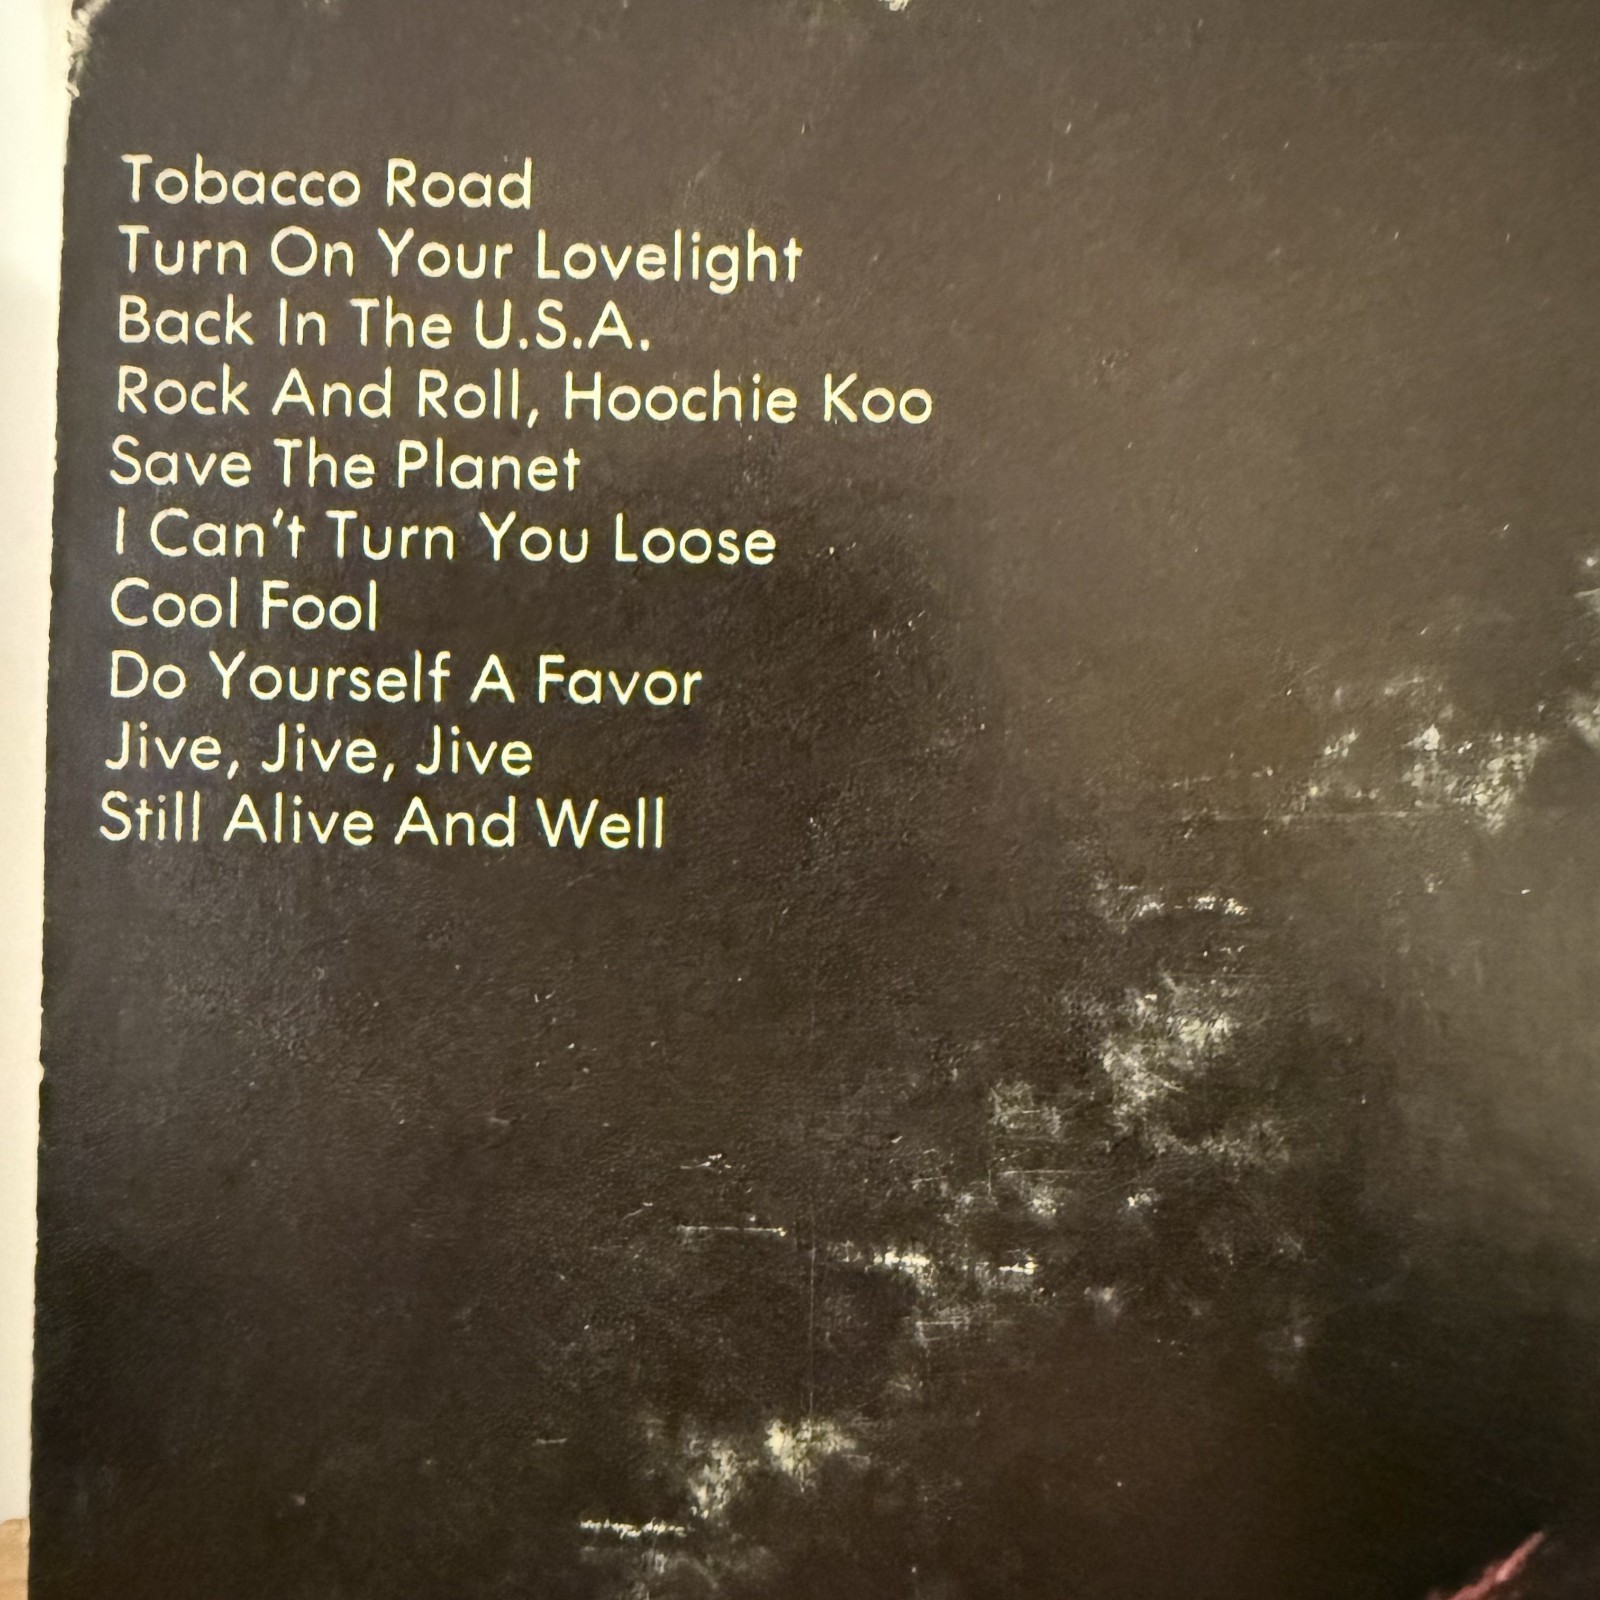 Tobacco Road
Turn On Your Lovelight
Back In The U.S.A.
Rock And Roll, Hoochie Koo
Save The Planet
I Can't Turn You Loose
Cool Fool
Do Yourself A Favor
Jive, Jive, Jive
Still Alive And Well